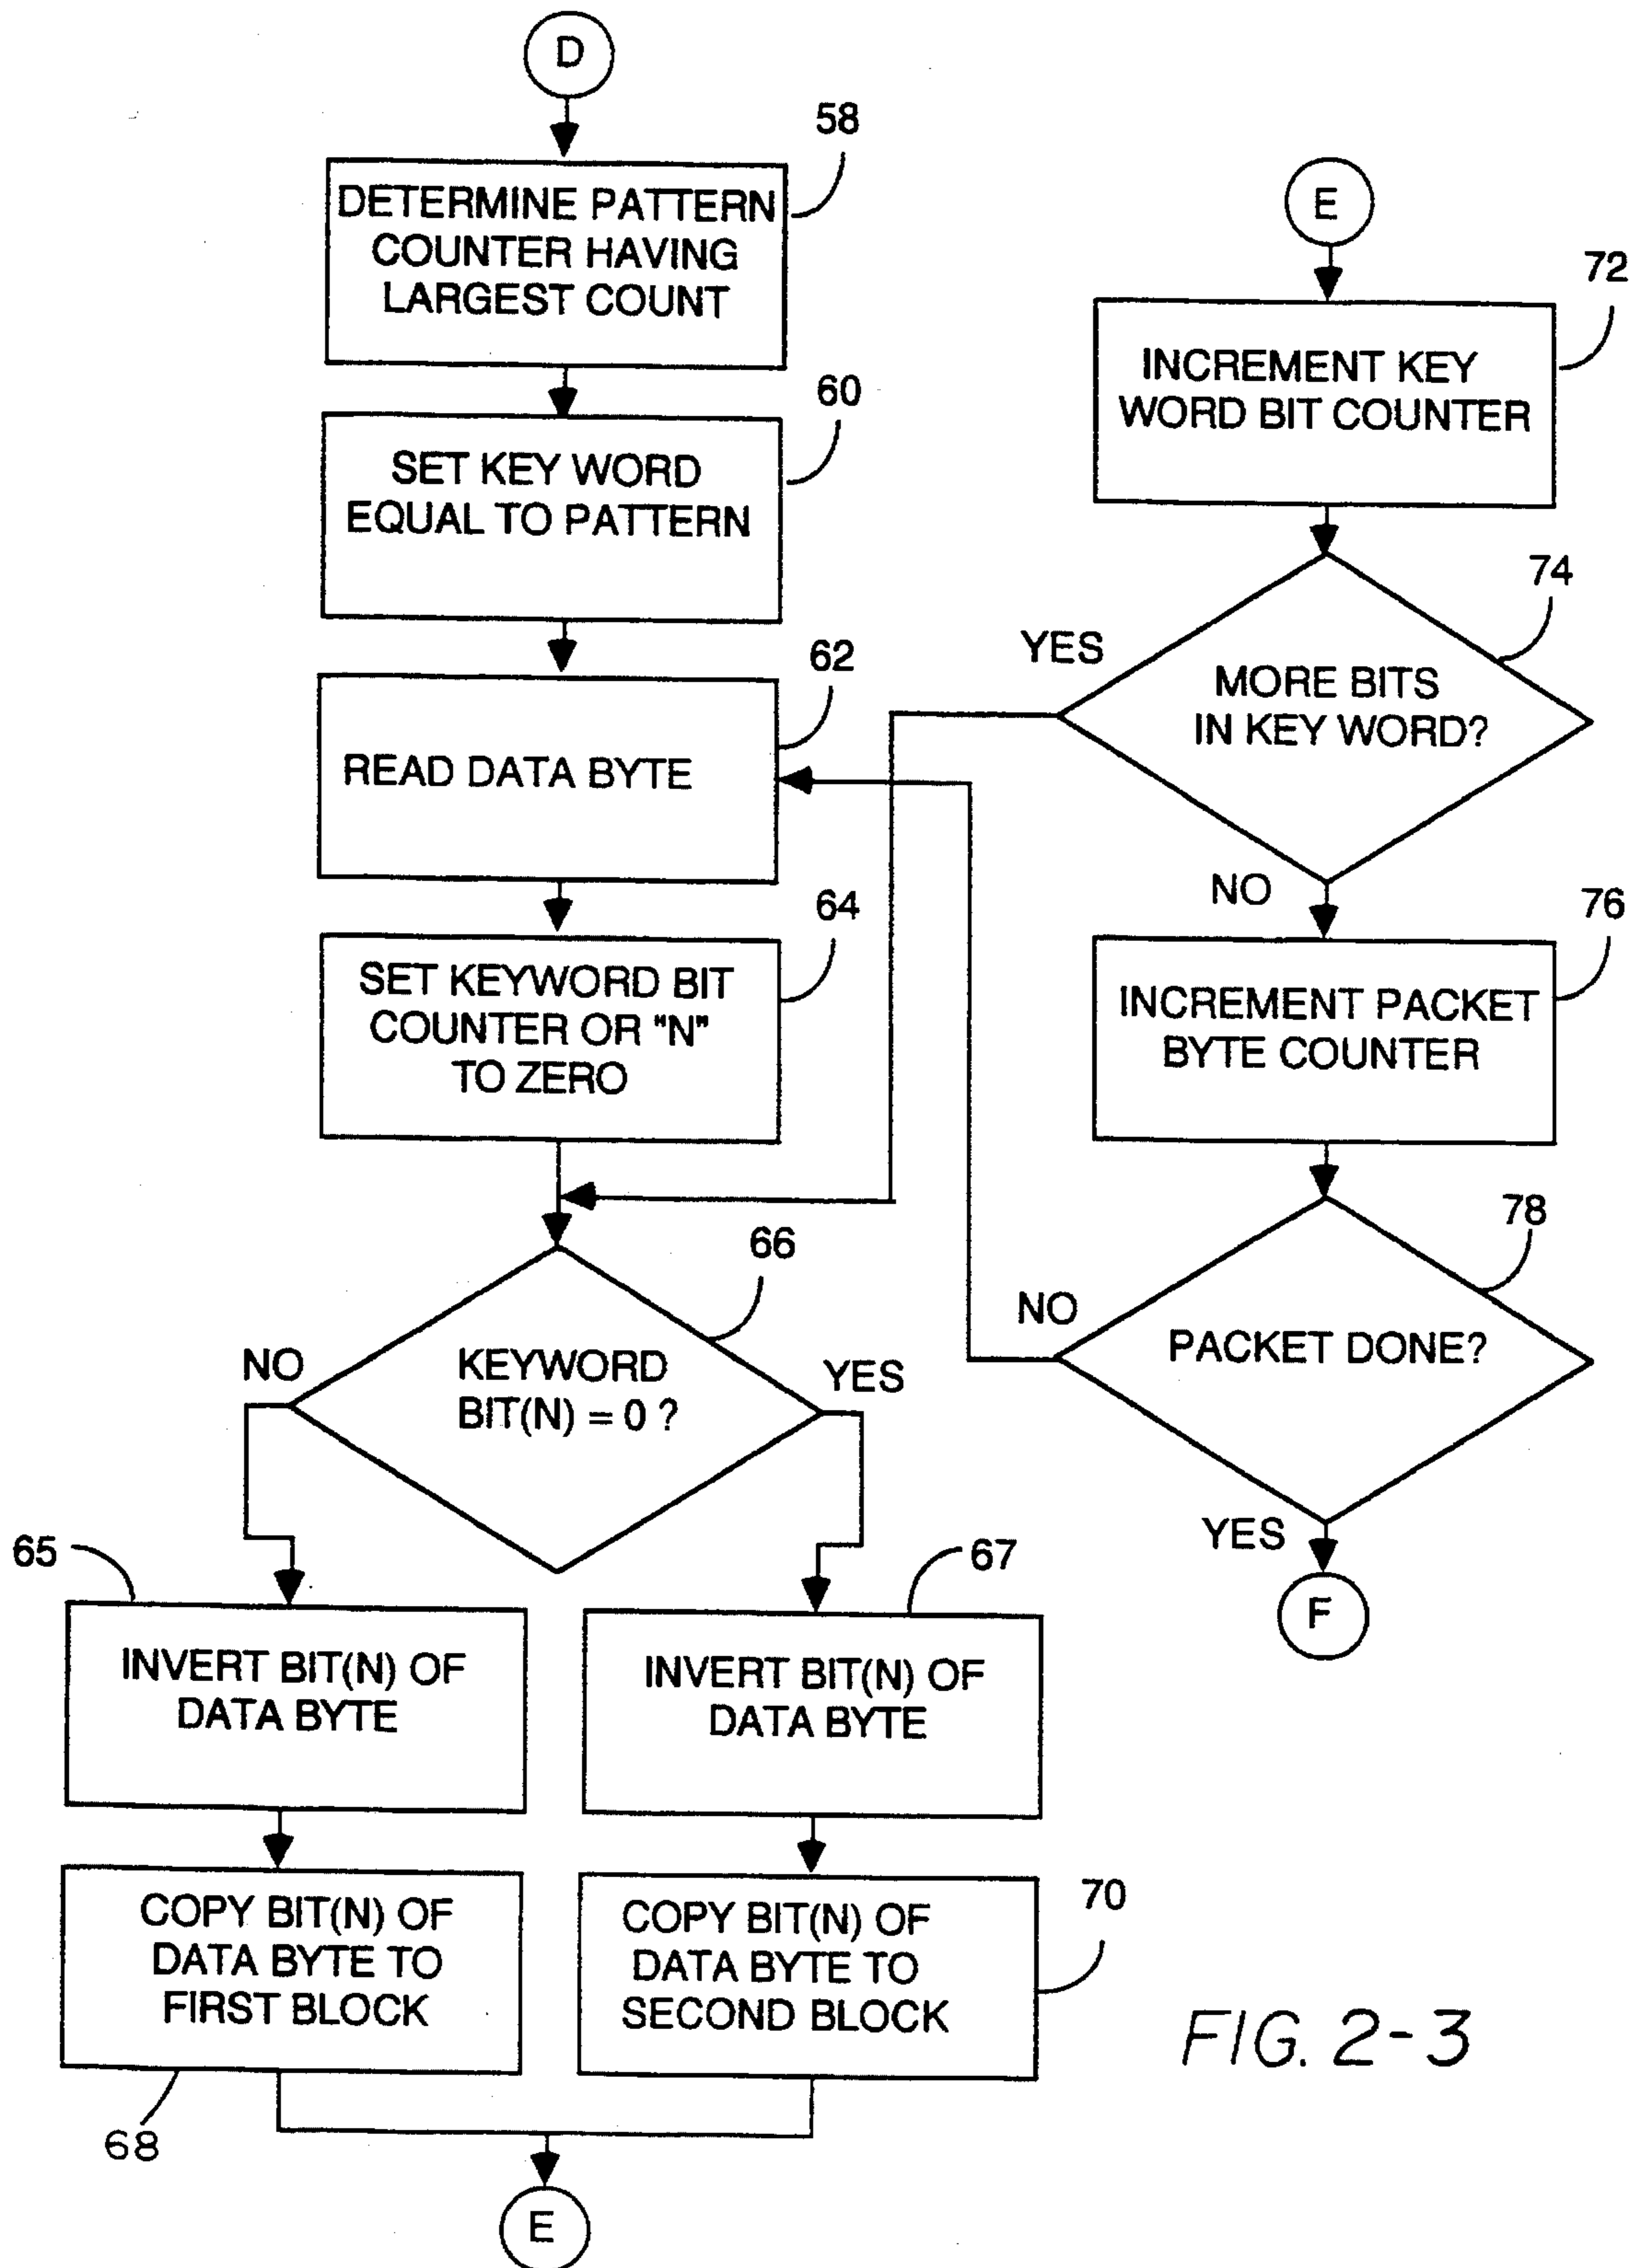 D
58
DETERMINE PATTERN
COUNTER HAVING
LARGEST COUNT
60
SET KEY WORD
EQUAL TO PATTERN
62
READ DATA BYTE
64
SET KEYWORD BIT
COUNTER OR "N"
TO ZERO
66
KEYWORD
BIT(N) = 0 ?
NO
YES
65
INVERT BIT(N) OF
DATA BYTE
67
INVERT BIT(N) OF
DATA BYTE
COPY BIT(N) OF
DATA BYTE TO
FIRST BLOCK
68
70
COPY BIT(N) OF
DATA BYTE TO
SECOND BLOCK
E
E
72
INCREMENT KEY
WORD BIT COUNTER
74
YES
MORE BITS
IN KEY WORD?
NO
76
INCREMENT PACKET
BYTE COUNTER
78
NO
PACKET DONE?
YES
F
FIG. 2-3